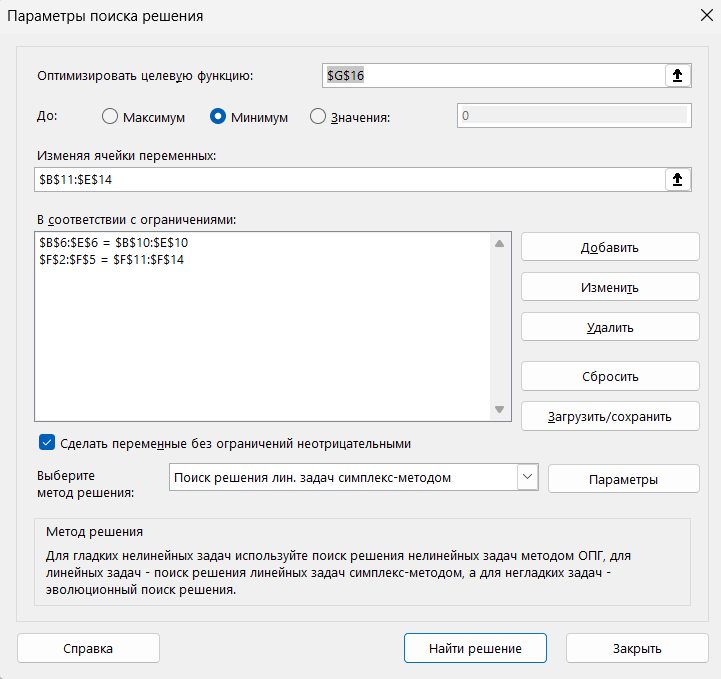 Параметры поиска решения
Оптимизировать целевую функцию:
$G$16
До:
Максимум
Минимум
Значения:
0
Изменяя ячейки переменных:
$B$11:$E$14
В соответствии с ограничениями:
$B$6:$E$6 = $B$10:$E$10
$F$2:$F$5 = $F$11:$F$14
Добавить
Изменить
Удалить
Сбросить
Загрузить/сохранить
Сделать переменные без ограничений неотрицательными
Выберите
метод решения:
Поиск решения лин. задач симплекс-методом
Параметры
Метод решения
Для гладких нелинейных задач используйте поиск решения нелинейных задач методом ОПГ, для
линейных задач - поиск решения линейных задач симплекс-методом, а для негладких задач -
эволюционный поиск решения.
Справка
Найти решение
Закрыть